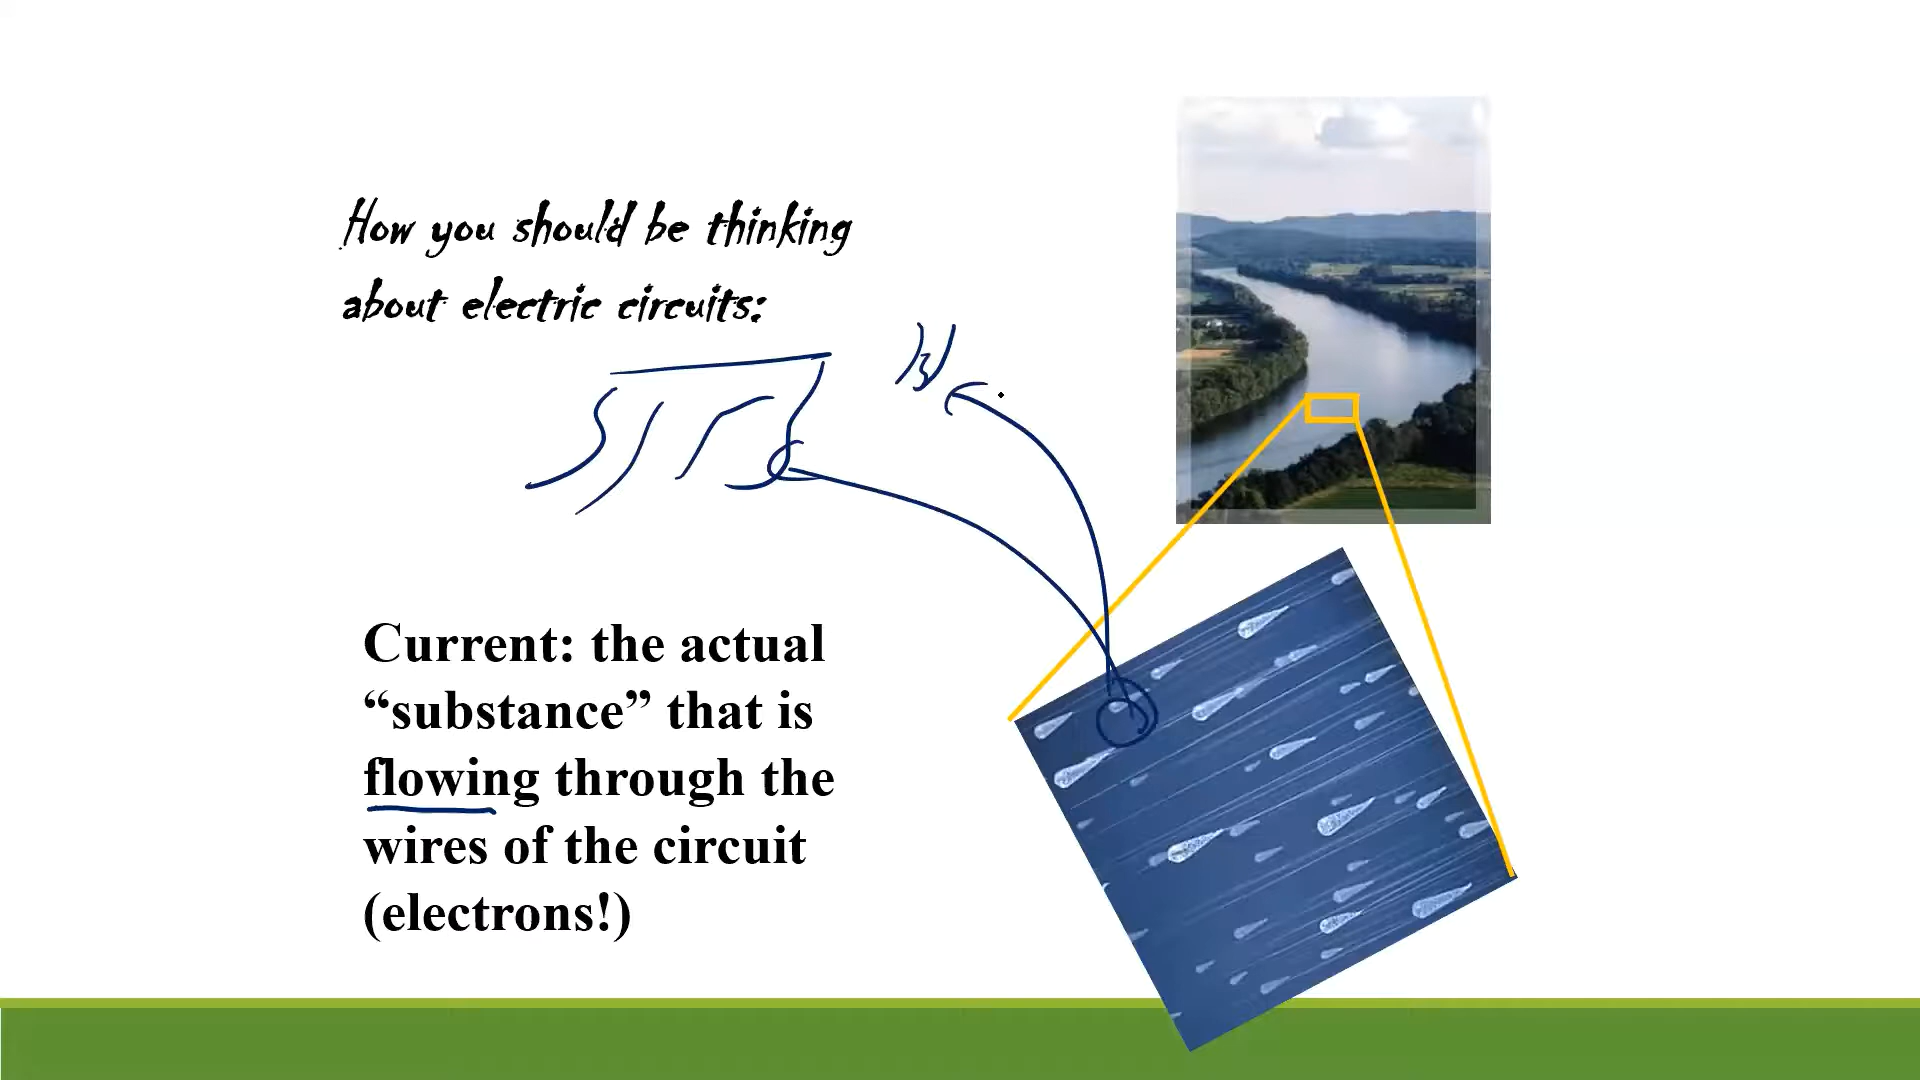 How you should be thinking
about electric circuits:
Current: the actual
“substance” that is
flowing through the
wires of the circuit
(electrons!)